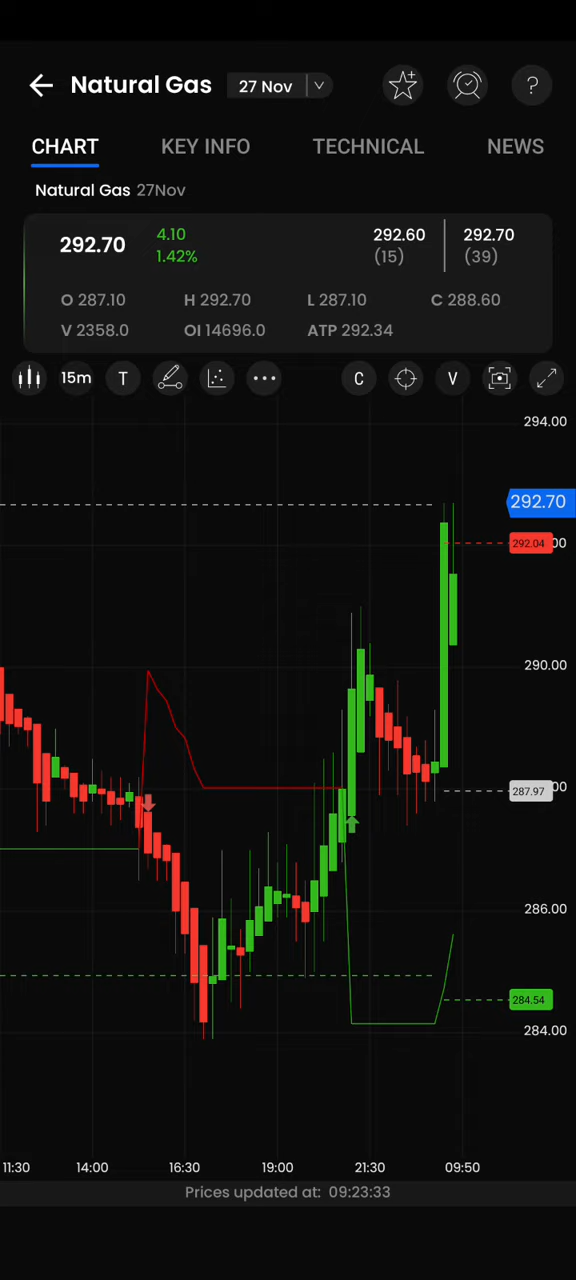 Natural Gas 27 Nov ?
CHART KEY INFO TECHNICAL NEWS
Natural Gas 27Nov
292.70 4.10 292.60 292.70
1.42% (15) (39)
O 287.10 H 292.70 L 287.10 C 288.60
V 2358.0 OI 14696.0 ATP 292.34
15m T C V
294.00
292.70
292.04 00
290.00
287.97 00
286.00
284.54
284.00
11:30 14:00 16:30 19:00 21:30 09:50
Prices updated at: 09:23:33